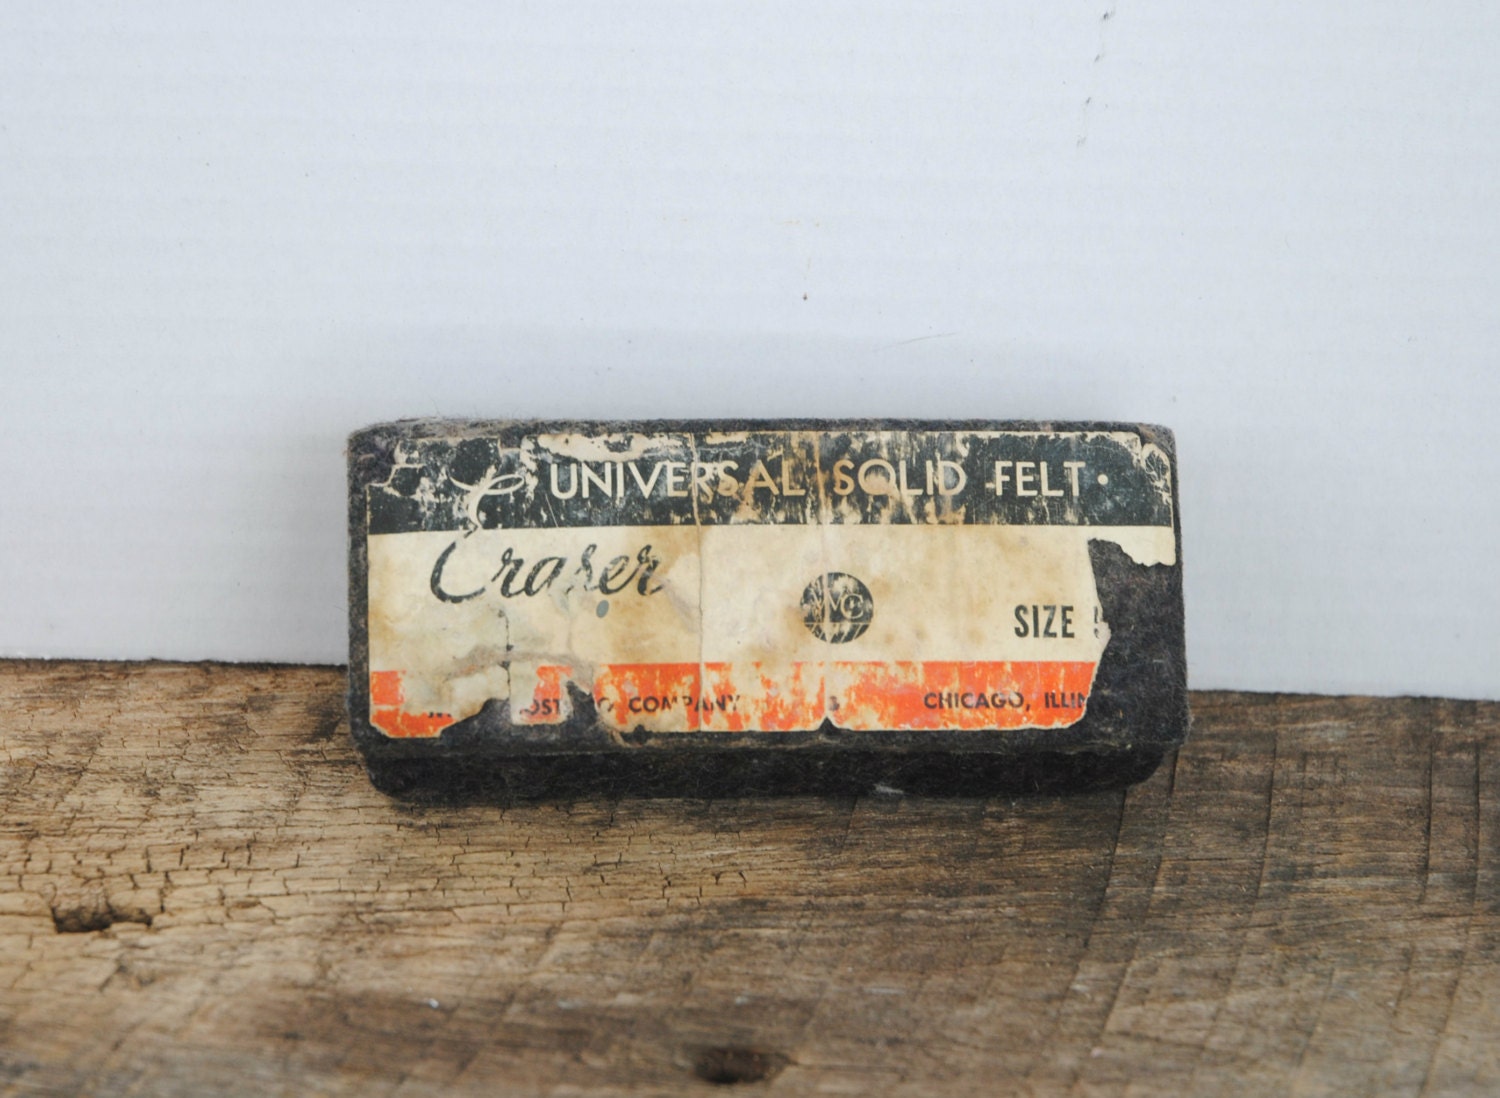 UNIVERSAL SOLID FELT •
Eraser
SIZE
COMPANY
CHICAGO,